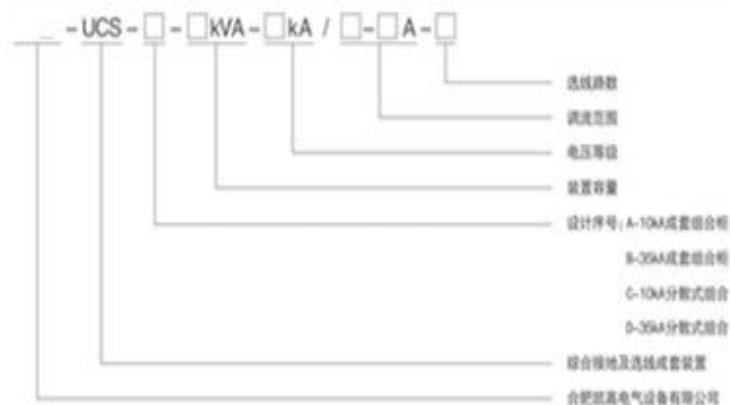 _ -UCS-□-□kVA-□kA / □-□A-□
选线路数
调流范围
电压等级
装置容量
设计序号: A-10kA成套组合柜
B-35kA成套组合柜
C-10kA分散式组合
D-35kA分散式组合
综合接地及选线成套装置
合肥凯高电气设备有限公司